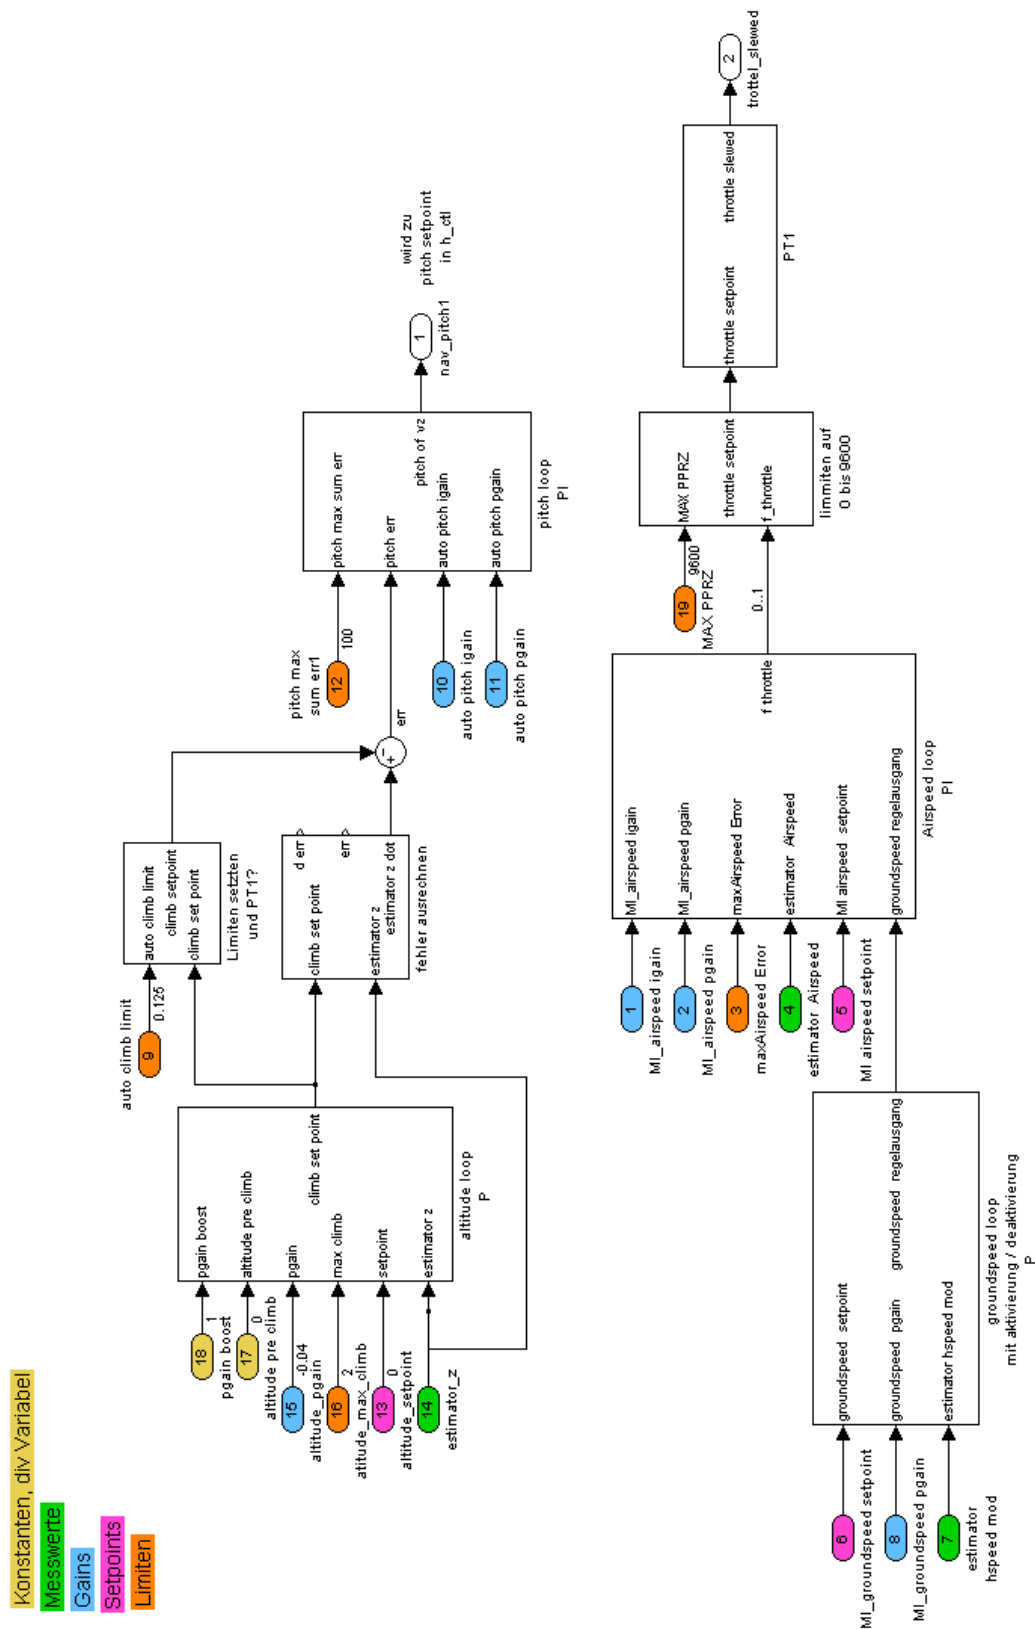 Konstanten, div Variabel
Messwerte
Gains
Setpoints
Limiten
18
1
pgain boost
17
0
altitude pre climb
15
-0.04
altitude_pgain
16
2
atitude_max_climb
13
0
altitude_setpoint
14
estimator_z
pgain boost
altitude pre climb
pgain
max climb
setpoint
estimator z
climb set point
altitude loop
P
auto climb limit
9
0.125
auto climb limit
climb setpoint
climb set point
Limiten setzten
und PT1?
climb set point
estimator z
d err
err
estimator z dot
fehler ausrechnen
+
-
err
pitch max
sum err1
12
100
10
auto pitch igain
11
auto pitch pgain
pitch max sum err
pitch err
pitch of vz
auto pitch igain
auto pitch pgain
pitch loop
PI
1
nav_pitch1
wird zu
pitch setpoint
in h_ctl
6
MI_groundspeed setpoint
8
MI_groundspeed pgain
7
estimator
hspeed mod
groundspeed setpoint
groundspeed pgain
estimator hspeed mod
groundspeed regelausgang
groundspeed loop
mit aktivierung / deaktivierung
P
1
MI_airspeed igain
2
MI_airspeed pgain
3
maxAirspeed Error
4
estimator Airspeed
5
MI airspeed setpoint
MI_airspeed igain
MI_airspeed pgain
maxAirspeed Error
estimator Airspeed
MI airspeed setpoint
groundspeed regelausgang
f throttle
Airspeed loop
PI
19
9600
MAX PPRZ
0..1
MAX PPRZ
throttle setpoint
f_throttle
limmiten auf
0 bis 9600
throttle setpoint
throttle slewed
PT1
2
trottel_slewed